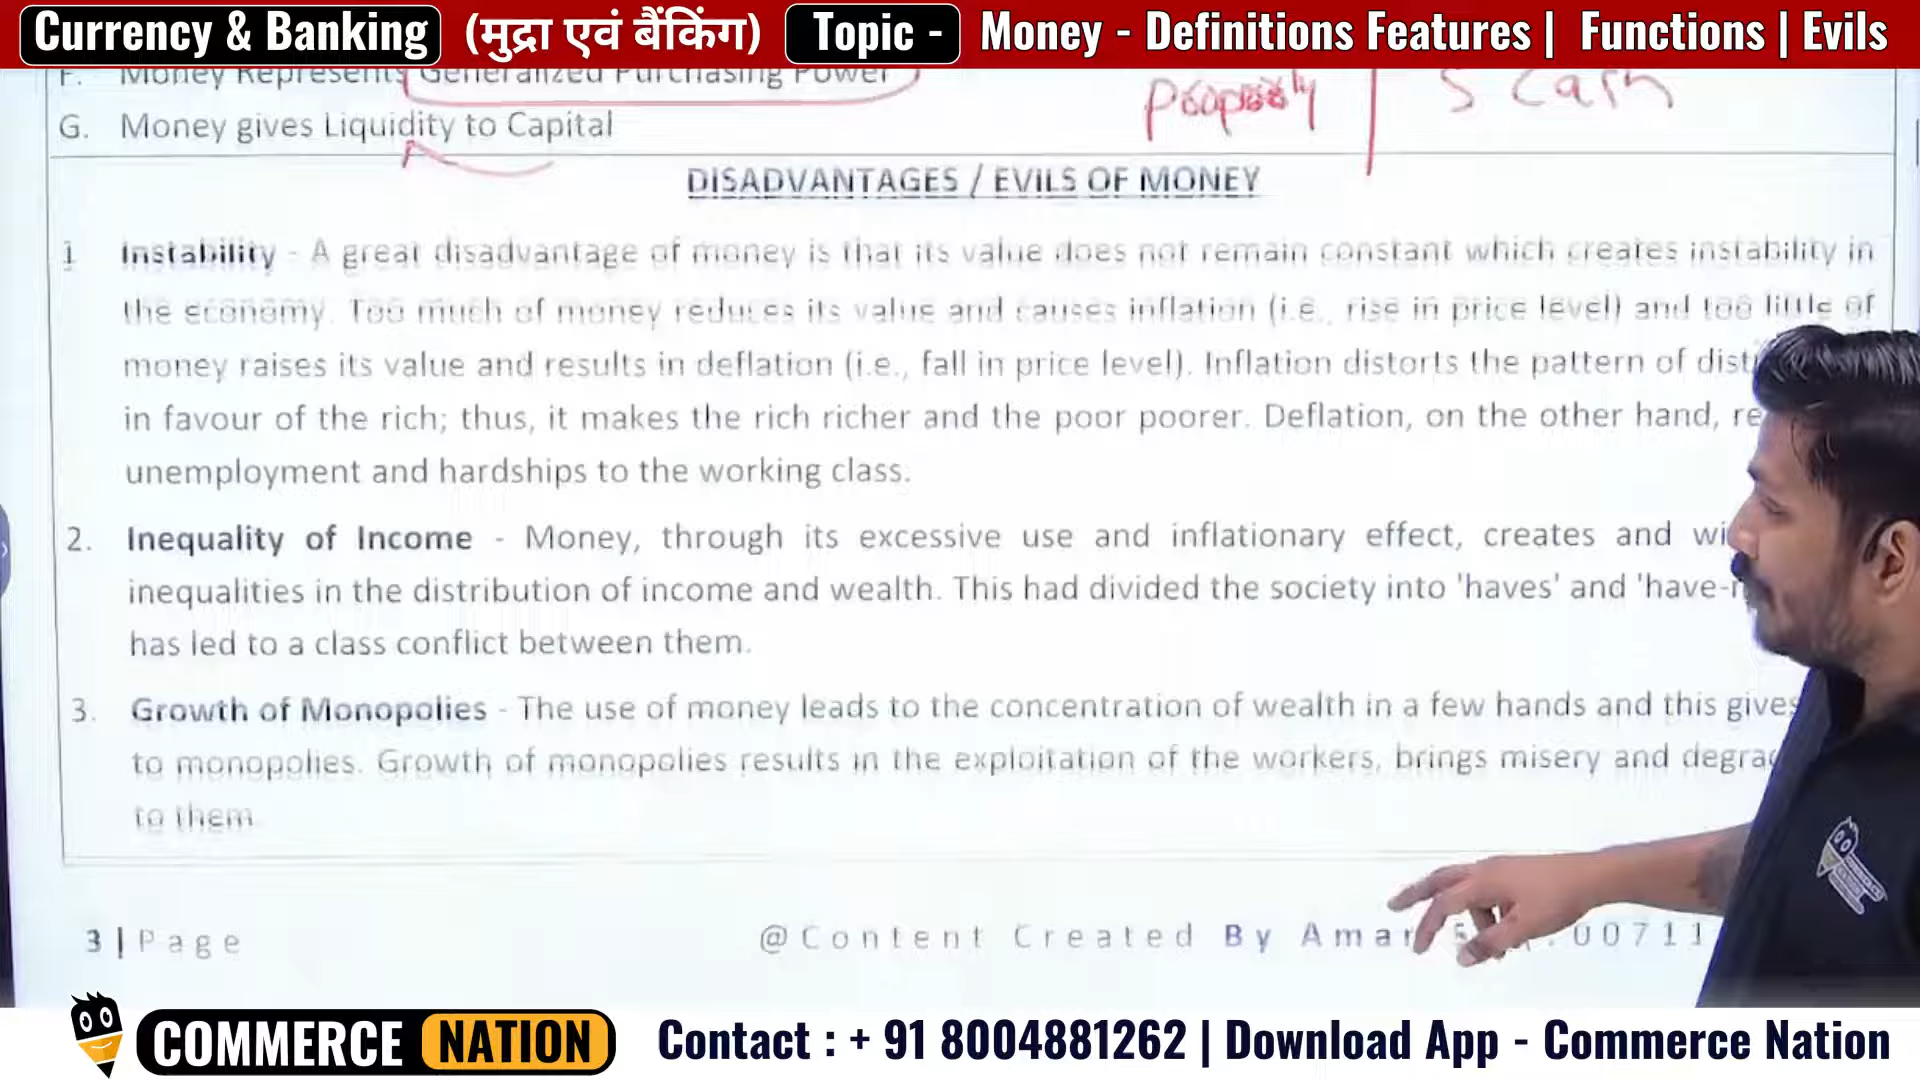 Currency & Banking (मुद्रा एवं बैंकिंग) Topic - Money - Definitions Features | Functions | Evils
F. Money Represents Generalized Purchasing Power
G. Money gives Liquidity to Capital
Cash
DISADVANTAGES / EVILS OF MONEY
1 Instability - A great disadvantage of money is that its value does not remain constant which creates instability in
the economy. Too much of money reduces its value and causes inflation (i.e., rise in price level) and too little of
money raises its value and results in deflation (i.e., fall in price level). Inflation distorts the pattern of
in favour of the rich; thus, it makes the rich richer and the poor poorer. Deflation, on the other hand,
unemployment and hardships to the working class.
2. Inequality of Income - Money, through its excessive use and inflationary effect, creates and
inequalities in the distribution of income and wealth. This had divided the society into 'haves' and
has led to a class conflict between them.
3. Growth of Monopolies - The use of money leads to the concentration of wealth in a few hands and this gives
to monopolies. Growth of monopolies results in the exploitation of the workers, brings misery and
to them
3 | Page
@Content Created By Aman
COMMERCE NATION
Contact : + 91 8004881262 | Download App - Commerce Nation